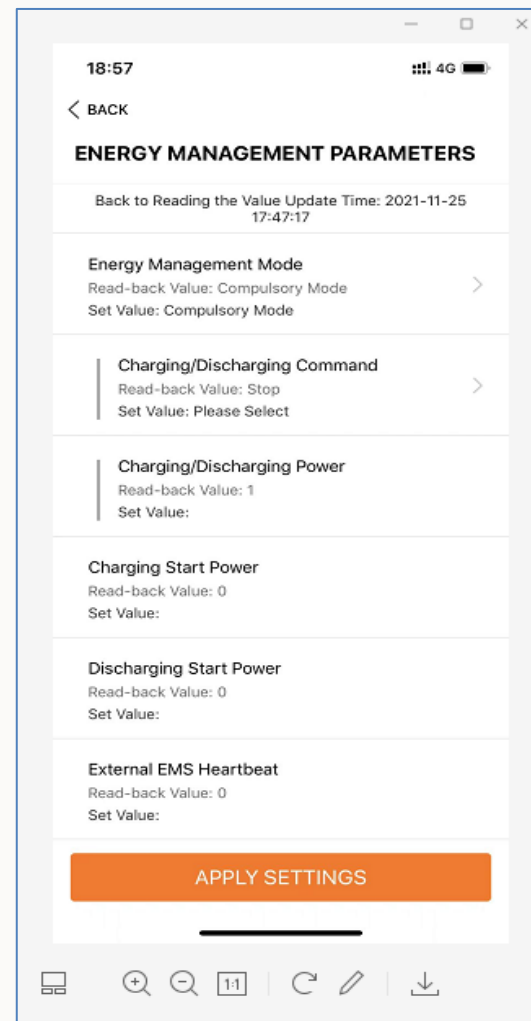 18:57
4G
BACK
ENERGY MANAGEMENT PARAMETERS
Back to Reading the Value Update Time: 2021-11-25
17:47:17
Energy Management Mode
Read-back Value: Compulsory Mode
Set Value: Compulsory Mode
Charging/Discharging Command
Read-back Value: Stop
Set Value: Please Select
Charging/Discharging Power
Read-back Value: 1
Set Value:
Charging Start Power
Read-back Value: 0
Set Value:
Discharging Start Power
Read-back Value: 0
Set Value:
External EMS Heartbeat
Read-back Value: 0
Set Value:
APPLY SETTINGS
1:1